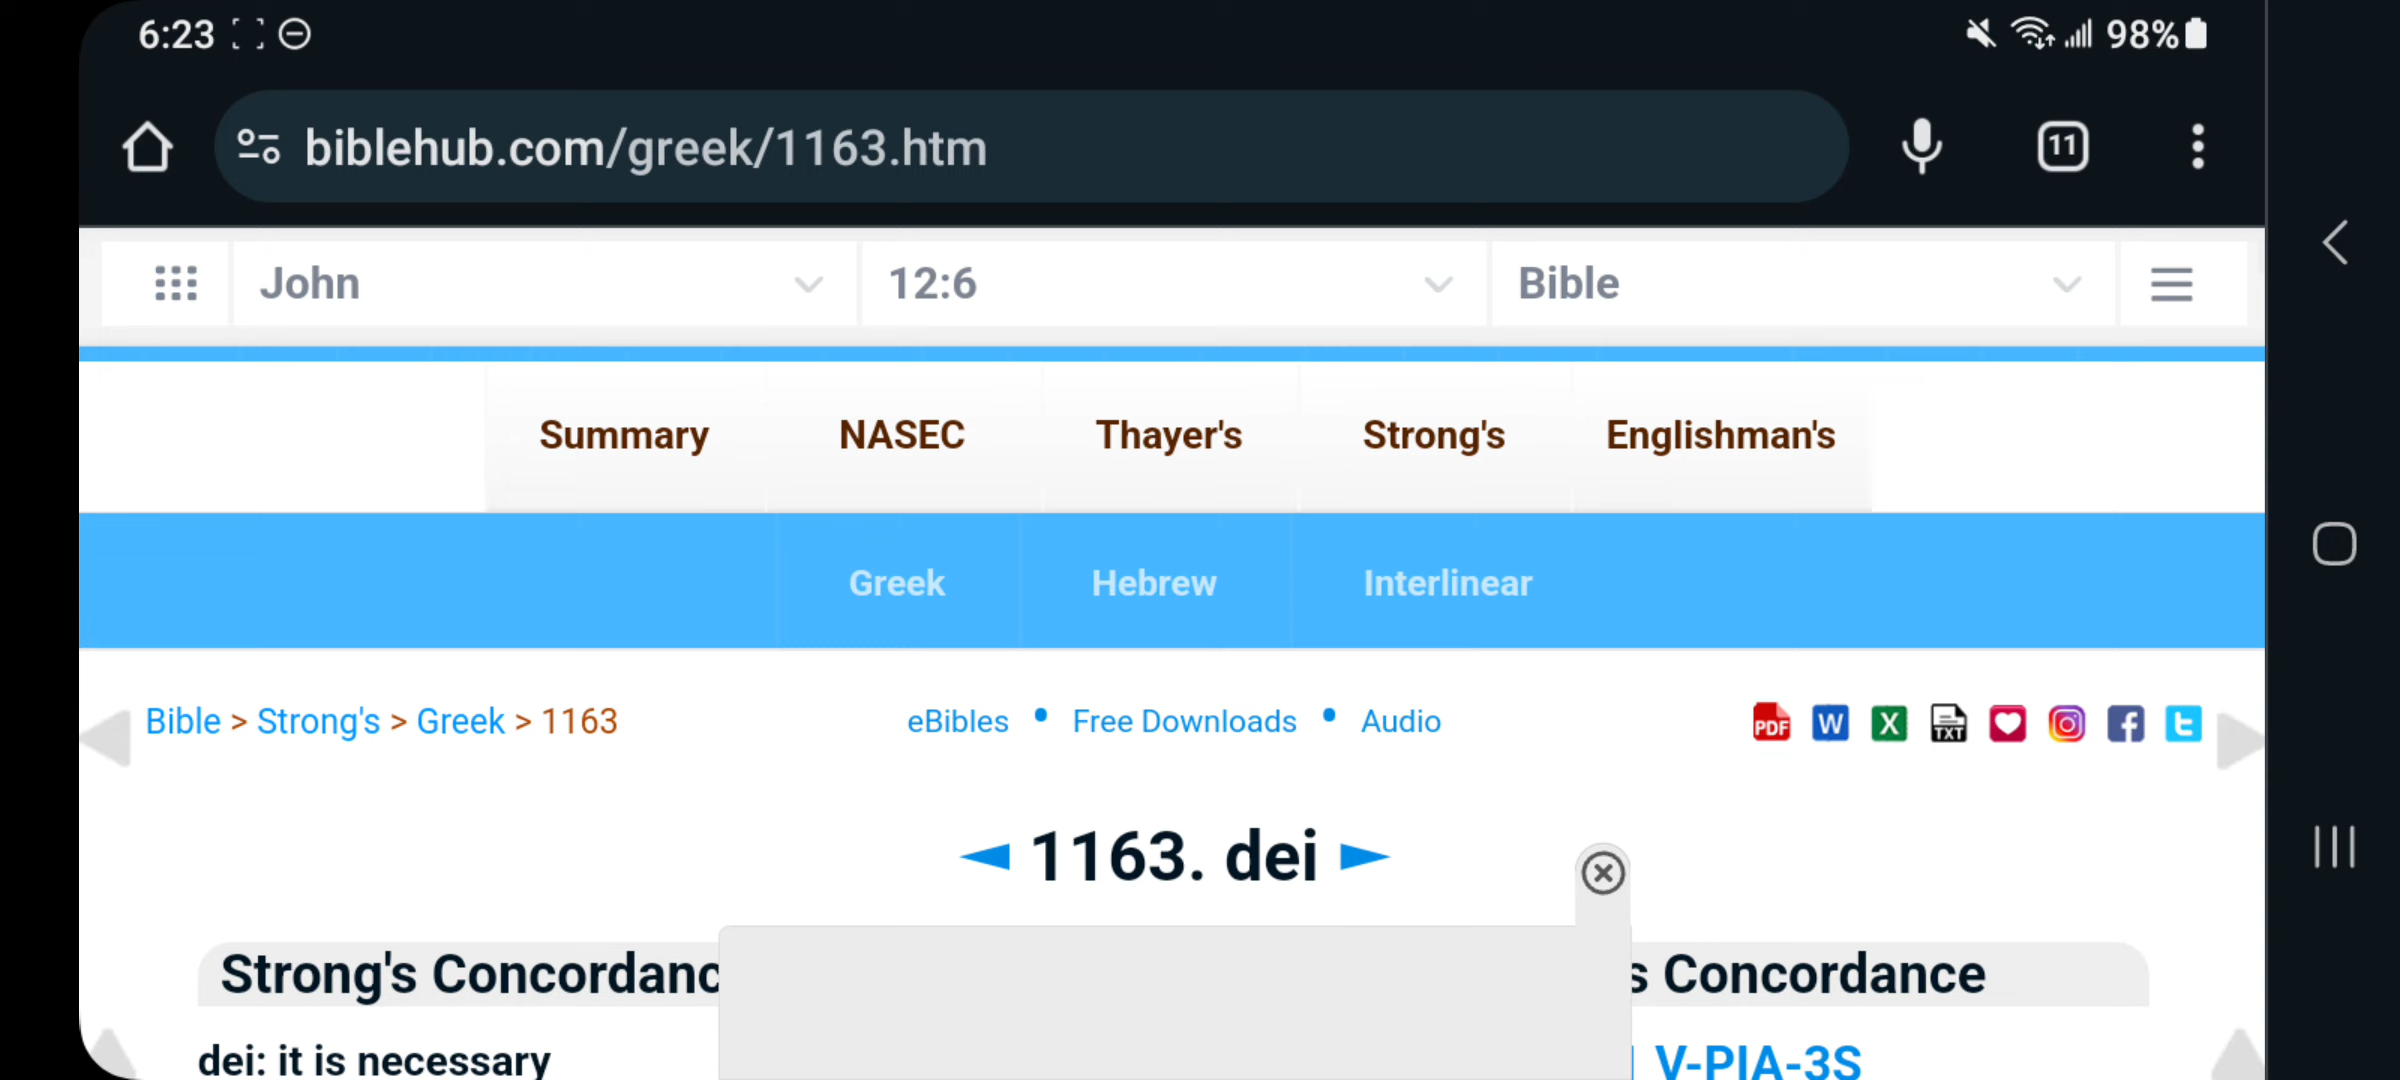 6:23 98%
biblehub.com/greek/1163.htm 11
John 12:6 Bible
Summary NASEC Thayer's Strong's Englishman's
Greek Hebrew Interlinear
Bible > Strong's > Greek > 1163 eBibles • Free Downloads • Audio PDF W X TXT f t
◄ 1163. dei ►
Strong's Concordanc s Concordance
dei: it is necessary V-PIA-3S